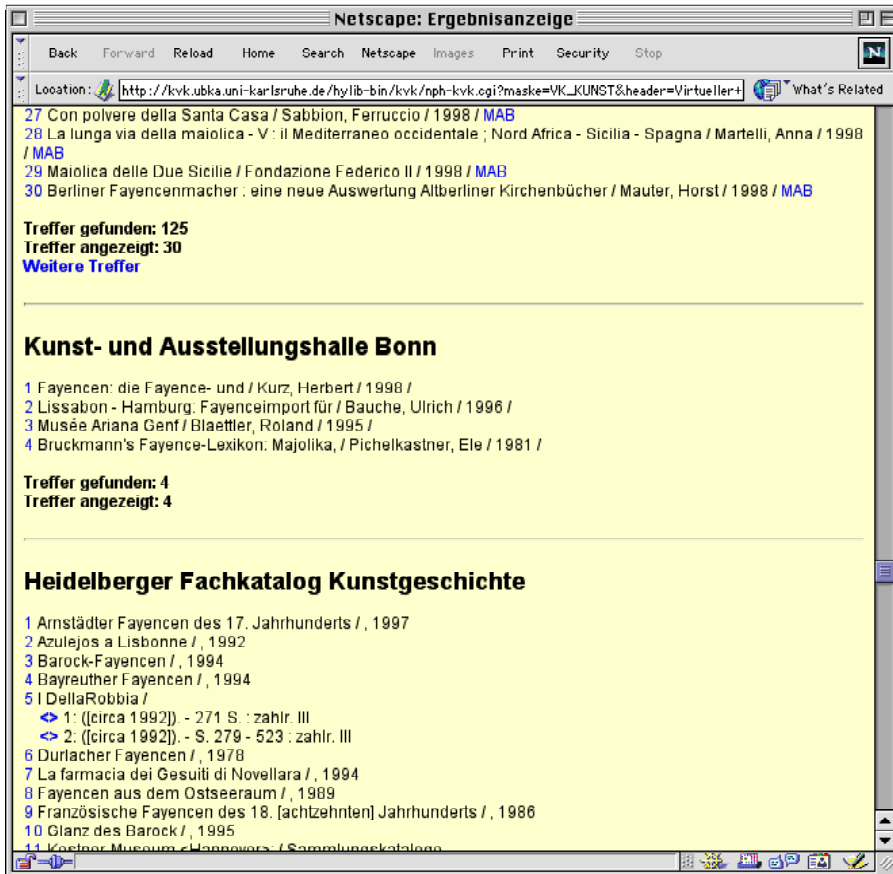 Netscape: Ergebnisanzeige
Back Forward Reload Home Search Netscape Images Print Security Stop
N
Location: http://kvk.ubka.uni-karlsruhe.de/hylib-bin/kvk/nph-kvk.cgi?maske=VK_KUNST&header=Virtueller+ What's Related
27 Con polvere della Santa Casa / Sabbion, Ferruccio / 1998 / MAB
28 La lunga via della maiolica - V : il Mediterraneo occidentale ; Nord Africa - Sicilia - Spagna / Martelli, Anna / 1998
/ MAB
29 Maiolica delle Due Sicilie / Fondazione Federico II / 1998 / MAB
30 Berliner Fayencenmacher : eine neue Auswertung Altberliner Kirchenbücher / Mauter, Horst / 1998 / MAB
Treffer gefunden: 125
Treffer angezeigt: 30
Weitere Treffer
Kunst- und Ausstellungshalle Bonn
1 Fayencen: die Fayence- und / Kurz, Herbert / 1998 /
2 Lissabon - Hamburg: Fayenceimport für / Bauche, Ulrich / 1996 /
3 Musée Ariana Genf / Blaettler, Roland / 1995 /
4 Bruckmann's Fayence-Lexikon: Majolika, / Pichelkastner, Ele / 1981 /
Treffer gefunden: 4
Treffer angezeigt: 4
Heidelberger Fachkatalog Kunstgeschichte
1 Arnstädter Fayencen des 17. Jahrhunderts / , 1997
2 Azulejos a Lisbonne / , 1992
3 Barock-Fayencen / , 1994
4 Bayreuther Fayencen / , 1994
5 I DellaRobbia /
<> 1: ([circa 1992]). - 271 S. : zahlr. Ill
<> 2: ([circa 1992]). - S. 279 - 523 : zahlr. Ill
6 Durlacher Fayencen / , 1978
7 La farmacia dei Gesuiti di Novellara / , 1994
8 Fayencen aus dem Ostseeraum / , 1989
9 Französische Fayencen des 18. [achtzehnten] Jahrhunderts / , 1986
10 Glanz des Barock / , 1995
11 Kestner Museum <Hannover>: / Sammlungskataloge